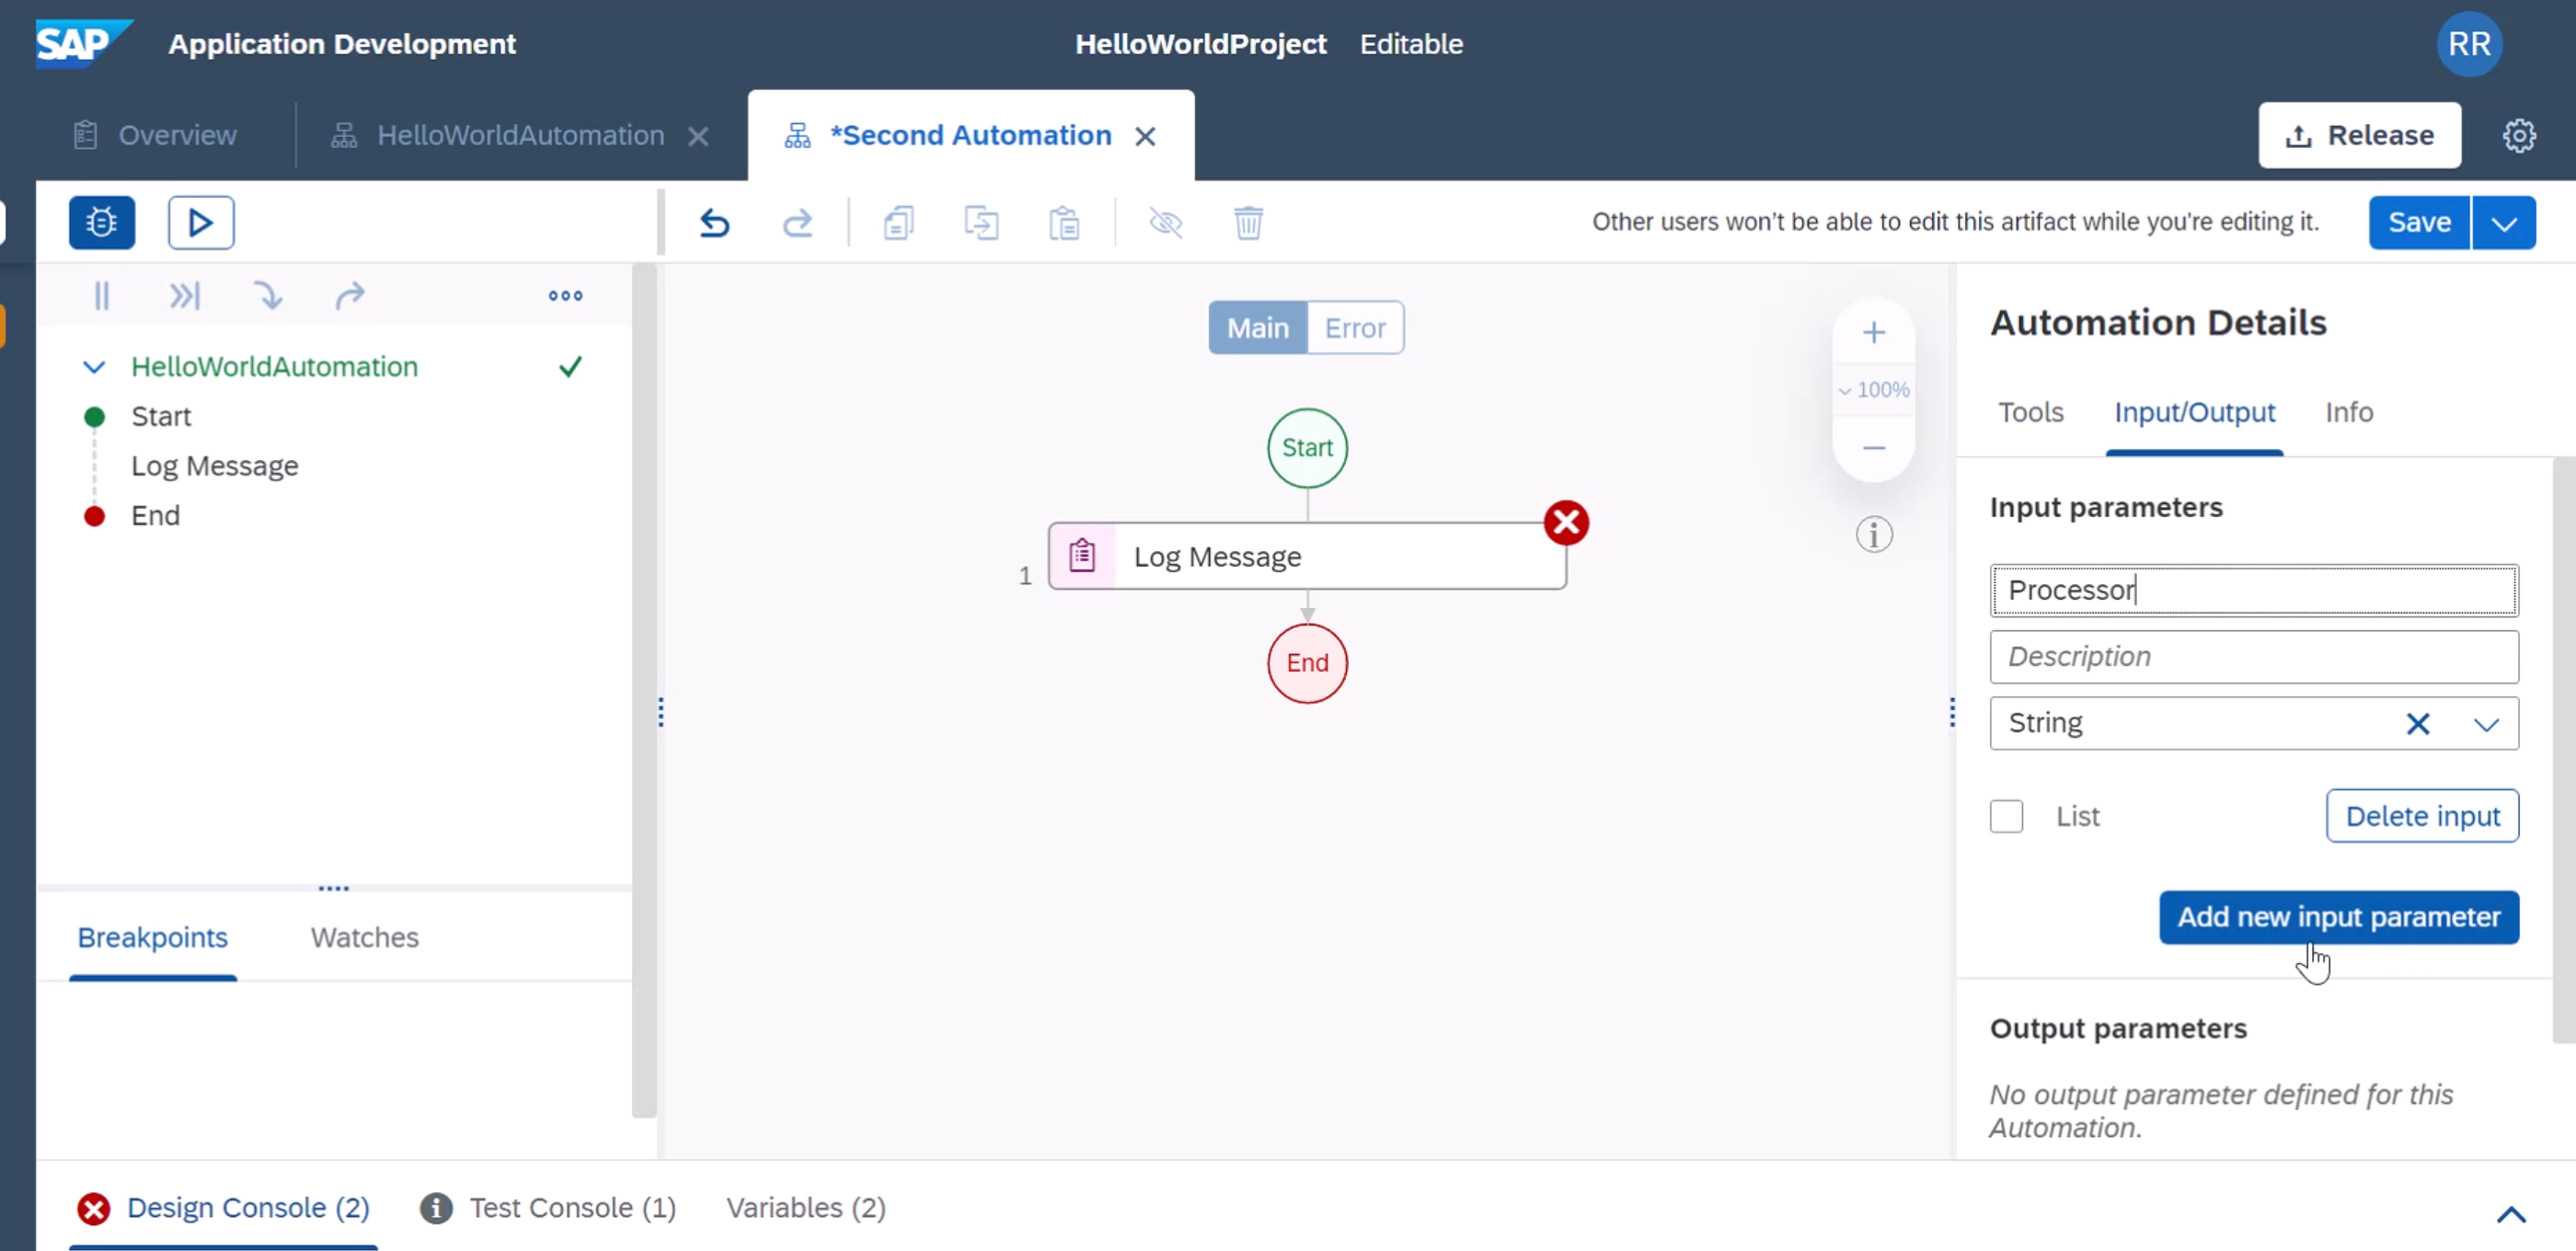 SAP Application Development HelloWorldProject Editable RR
Overview HelloWorldAutomation *Second Automation Release
Other users won't be able to edit this artifact while you're editing it. Save
HelloWorldAutomation
Start
Log Message
End
Breakpoints Watches
Main Error
100%
Start
1 Log Message
End
Automation Details
Tools Input/Output Info
Input parameters
Processor
Description
String
List Delete input
Add new input parameter
Output parameters
No output parameter defined for this
Automation.
Design Console (2) Test Console (1) Variables (2)